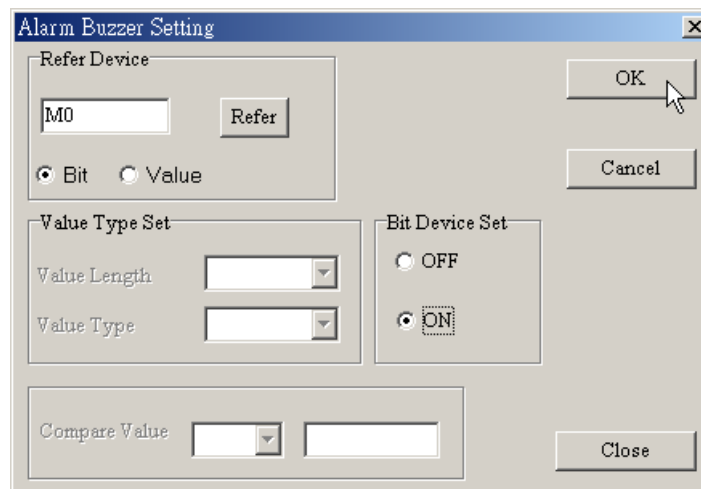 Alarm Buzzer Setting
Refer Device
OK
M0
Refer
Bit
Value
Cancel
Value Type Set
Bit Device Set
Value Length
OFF
Value Type
ON
Compare Value
Close